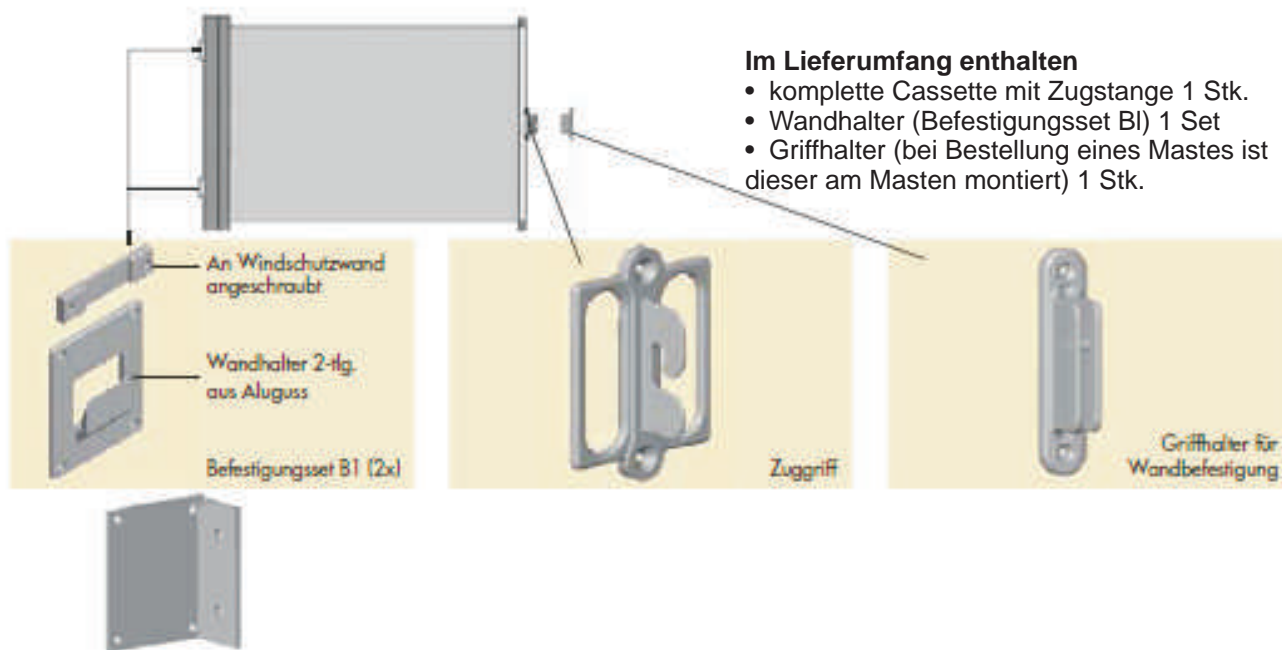 Im Lieferumfang enthalten
• komplette Cassette mit Zugstange 1 Stk.
• Wandhalter (Befestigungsset Bl) 1 Set
• Griffhalter (bei Bestellung eines Mastes ist
dieser am Masten montiert) 1 Stk.
An Windschutzwand
angeschraubt
Wandhalter 2-tlg.
aus Aluguss
Befestigungsset B1 (2x)
Zuggriff
Griffhalter für
Wandbefestigung